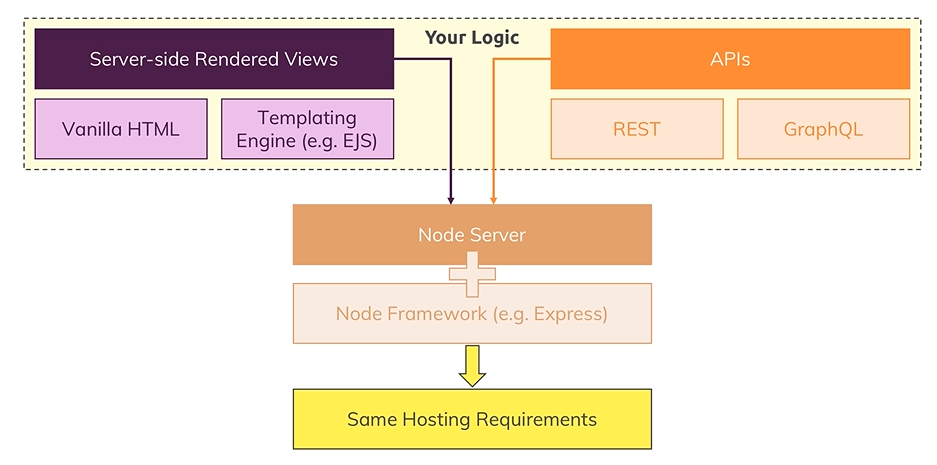 Your Logic
Server-side Rendered Views
APIs
Vanilla HTML
Templating
Engine (e.g. EJS)
REST
GraphQL
Node Server
Node Framework (e.g. Express)
Same Hosting Requirements